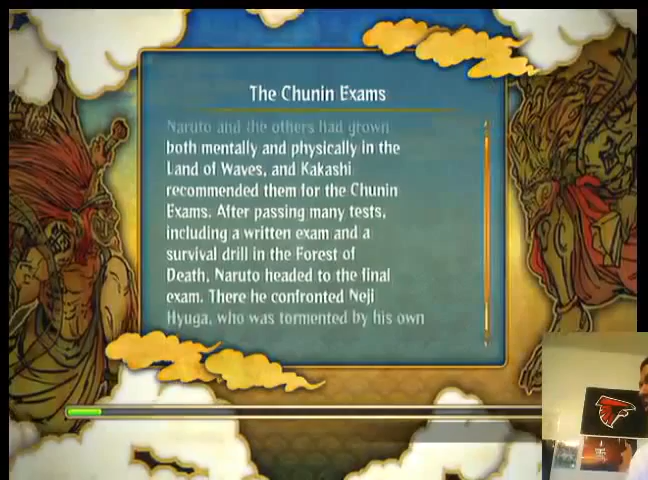 The Chunin Exams
Naruto and the others had grown
both mentally and physically in the
Land of Waves, and Kakashi
recommended them for the Chunin
Exams. After passing many tests,
including a written exam and a
survival drill in the Forest of
Death, Naruto headed to the final
exam. There he confronted Neji
Hyuga, who was tormented by his own